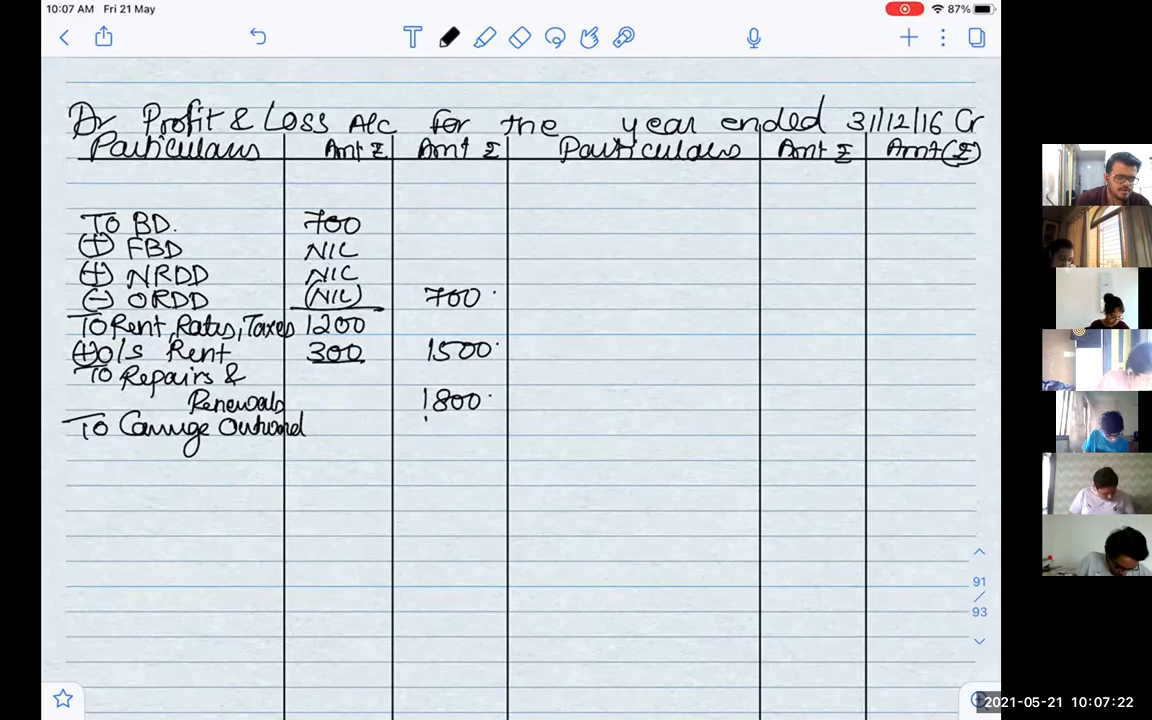 10:07 AM Fri 21 May 87%
T
Dr Profit & Loss A/c for the year ended 31/12/16 Cr
Particulars Amt ₹ Amt ₹ Particulars Amt ₹ Amt (₹)
To BD. 700
(+) FBD NIL
(+) NRDD NIL
(-) ORDD (NIL) 700
To Rent, Rates, Taxes 1200
(+) O/s Rent 300 1500
To Repairs &
Renewals 1800
To Carriage Outward
91
/
93
2021-05-21 10:07:22